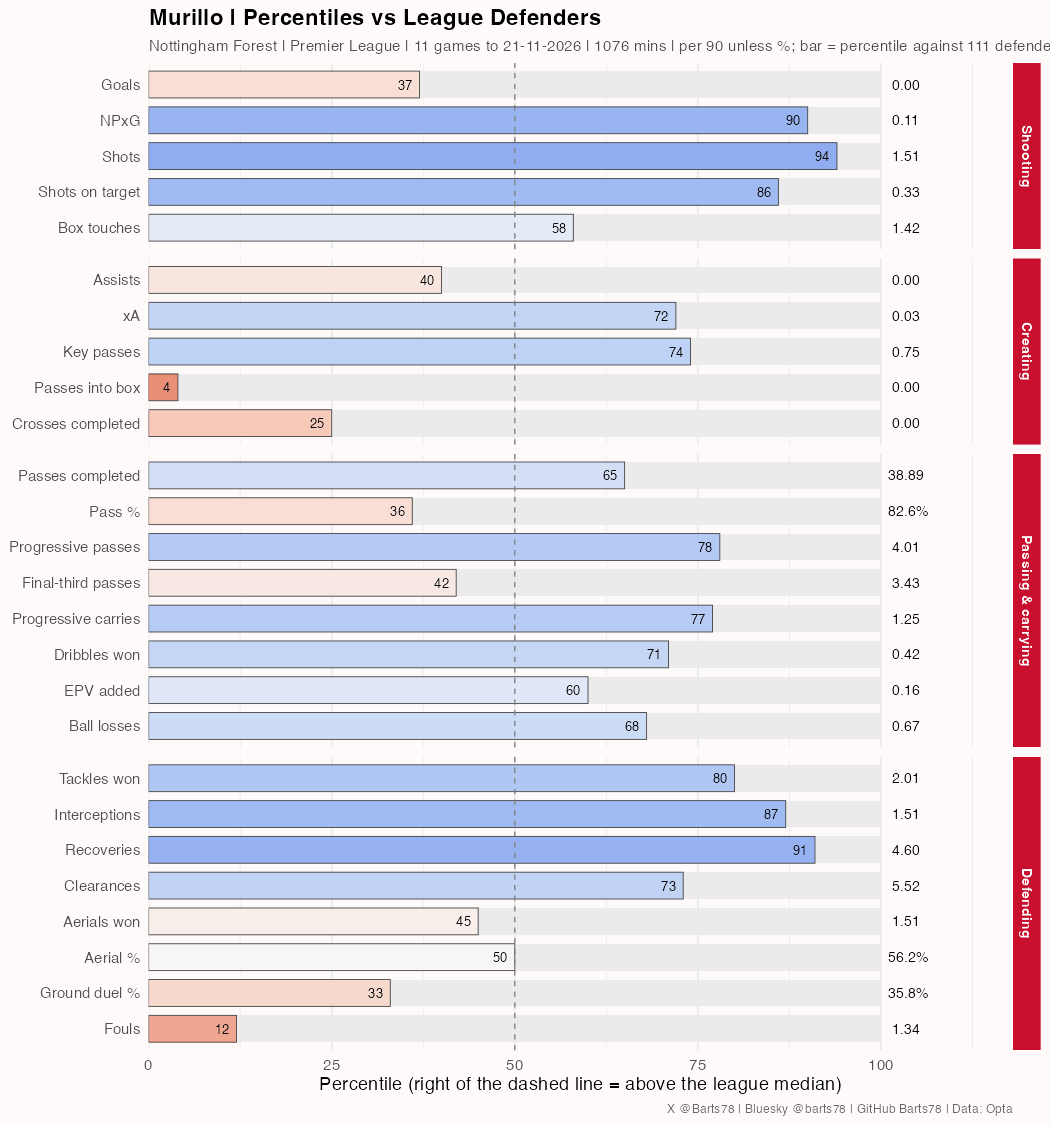 Murillo | Percentiles vs League Defenders
Nottingham Forest | Premier League | 11 games to 21-11-2026 | 1076 mins | per 90 unless %; bar = percentile against 111 defende
Goals 37 0.00
NPxG 90 0.11
Shots 94 1.51
Shots on target 86 0.33
Box touches 58 1.42
Shooting
Assists 40 0.00
xA 72 0.03
Key passes 74 0.75
Passes into box 4 0.00
Crosses completed 25 0.00
Creating
Passes completed 65 38.89
Pass % 36 82.6%
Progressive passes 78 4.01
Final-third passes 42 3.43
Progressive carries 77 1.25
Dribbles won 71 0.42
EPV added 60 0.16
Ball losses 68 0.67
Passing & carrying
Tackles won 80 2.01
Interceptions 87 1.51
Recoveries 91 4.60
Clearances 73 5.52
Aerials won 45 1.51
Aerial % 50 56.2%
Ground duel % 33 35.8%
Fouls 12 1.34
Defending
0 25 50 75 100
Percentile (right of the dashed line = above the league median)
X @Barts78 | Bluesky @barts78 | GitHub Barts78 | Data: Opta